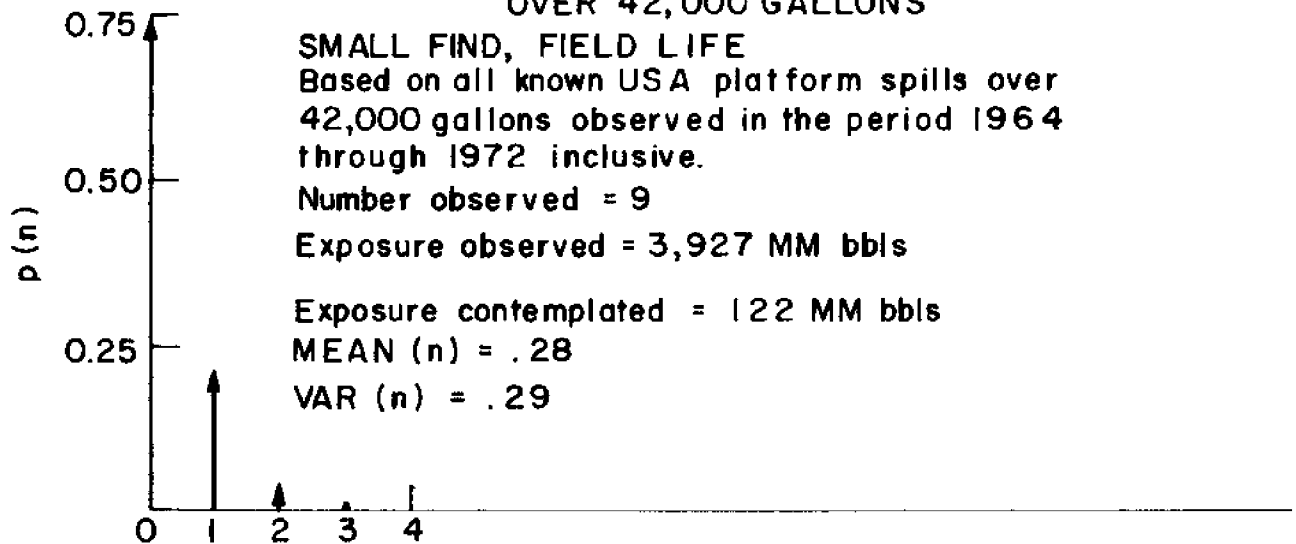 OVER 42,000 GALLONS
0.75
SMALL FIND, FIELD LIFE
Based on all known USA platform spills over
42,000 gallons observed in the period 1964
through 1972 inclusive.
0.50
Number observed = 9
p(n)
Exposure observed = 3,927 MM bbls
Exposure contemplated = 122 MM bbls
0.25
MEAN (n) = .28
VAR (n) = .29
0 1 2 3 4